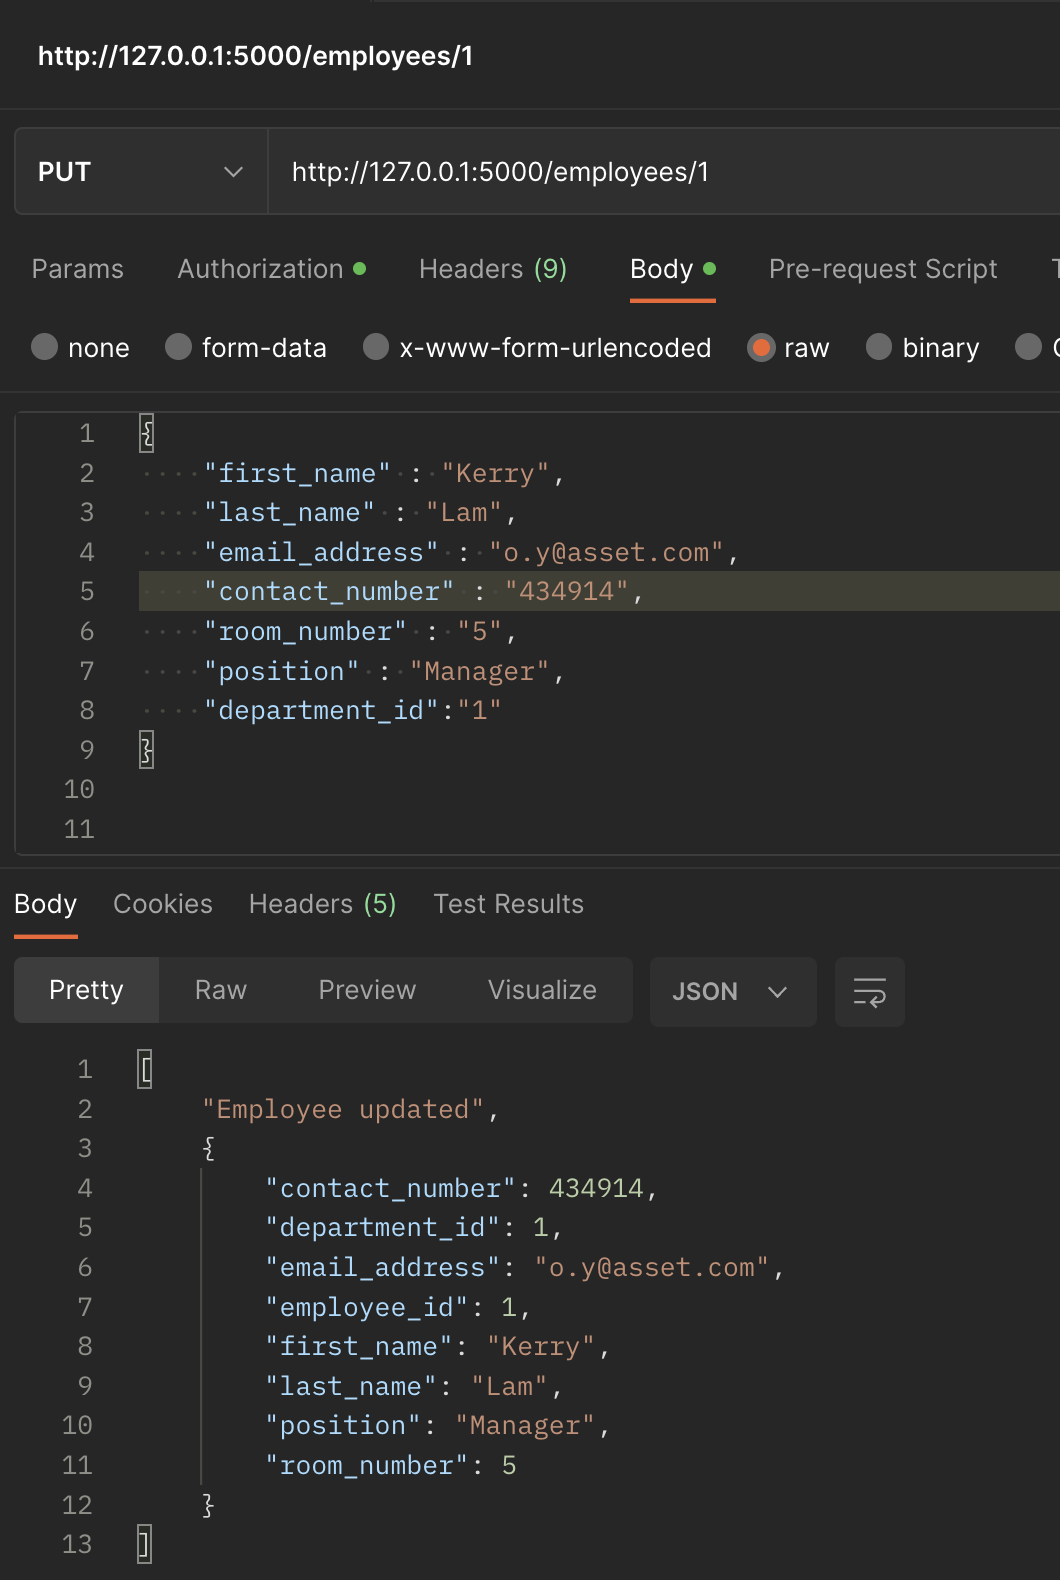 http://127.0.0.1:5000/employees/1
PUT http://127.0.0.1:5000/employees/1
Params Authorization Headers (9) Body Pre-request Script
none form-data x-www-form-urlencoded raw binary
1 {
2 "first_name" : "Kerry",
3 "last_name" : "Lam",
4 "email_address" : "o.y@asset.com",
5 "contact_number" : "434914",
6 "room_number" : "5",
7 "position" : "Manager",
8 "department_id":"1"
9 }
10
11
Body Cookies Headers (5) Test Results
Pretty Raw Preview Visualize JSON
1 [
2 "Employee updated",
3 {
4 "contact_number": 434914,
5 "department_id": 1,
6 "email_address": "o.y@asset.com",
7 "employee_id": 1,
8 "first_name": "Kerry",
9 "last_name": "Lam",
10 "position": "Manager",
11 "room_number": 5
12 }
13 ]